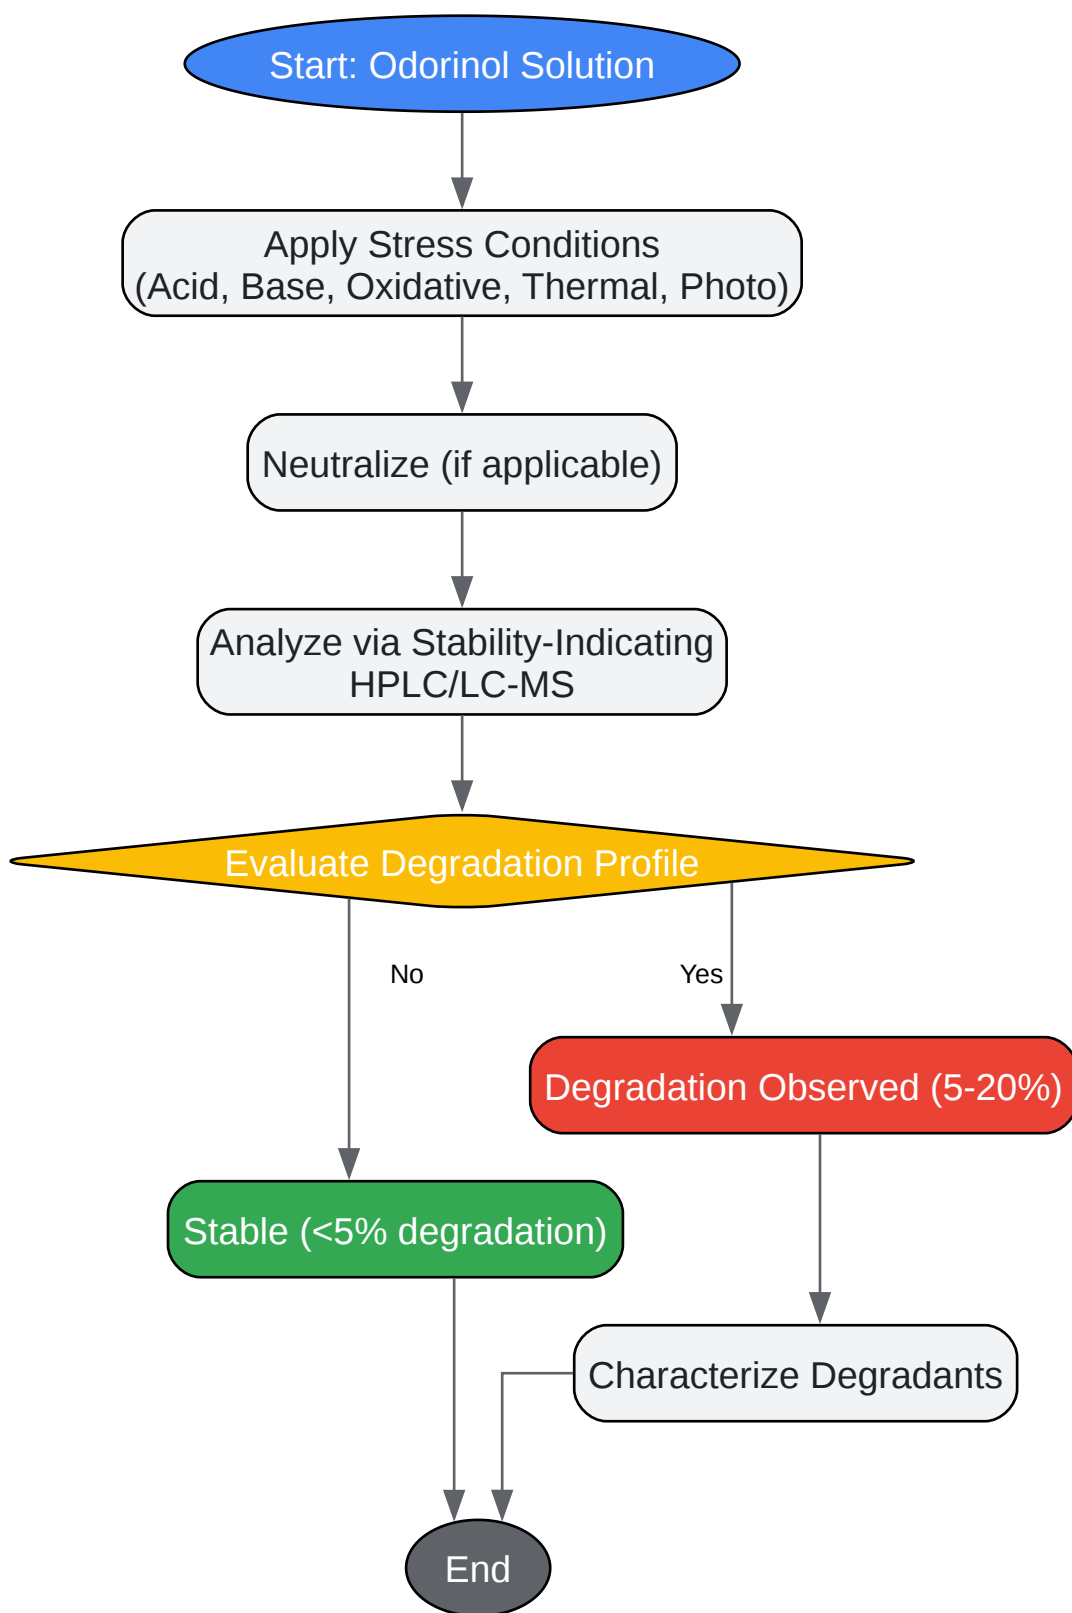 Start: Odorinol Solution
Apply Stress Conditions
(Acid, Base, Oxidative, Thermal, Photo)
Neutralize (if applicable)
Analyze via Stability-Indicating
HPLC/LC-MS
Evaluate Degradation Profile
No
Yes
Degradation Observed (5-20%)
Stable (<5% degradation)
Characterize Degradants
End